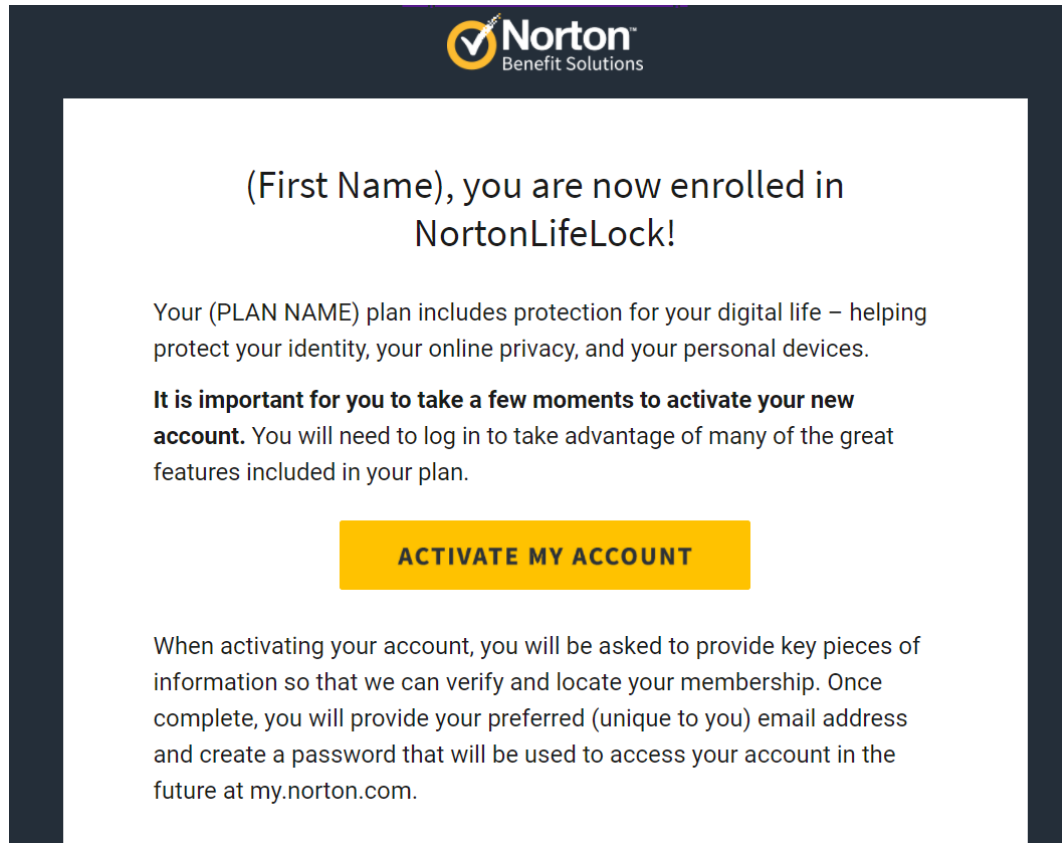 Norton™
Benefit Solutions
(First Name), you are now enrolled in
NortonLifeLock!
Your (PLAN NAME) plan includes protection for your digital life – helping
protect your identity, your online privacy, and your personal devices.
It is important for you to take a few moments to activate your new
account. You will need to log in to take advantage of many of the great
features included in your plan.
ACTIVATE MY ACCOUNT
When activating your account, you will be asked to provide key pieces of
information so that we can verify and locate your membership. Once
complete, you will provide your preferred (unique to you) email address
and create a password that will be used to access your account in the
future at my.norton.com.